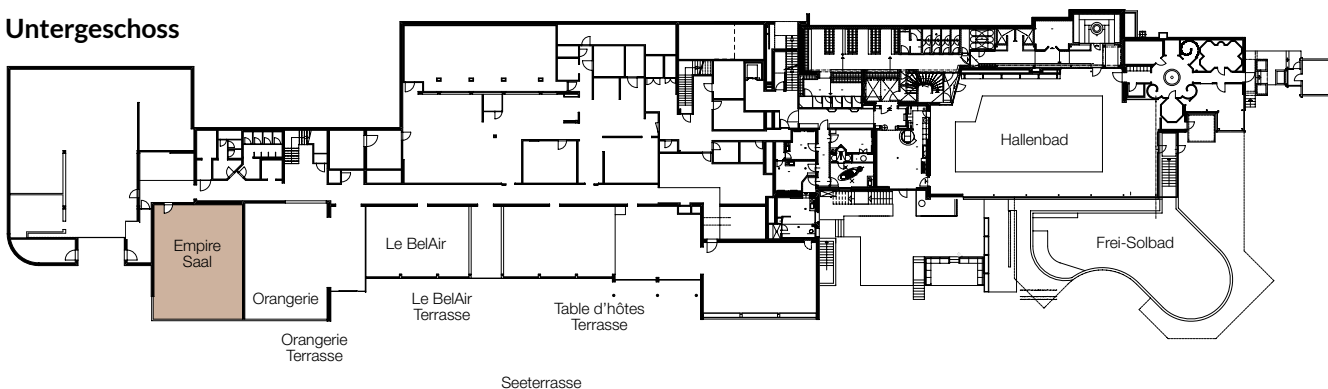 Untergeschoss
Hallenbad
Empire
Saal
Le BelAir
Frei-Solbad
Orangerie
Le BelAir
Terrasse
Table d'hôtes
Terrasse
Orangerie
Terrasse
Seeterrasse